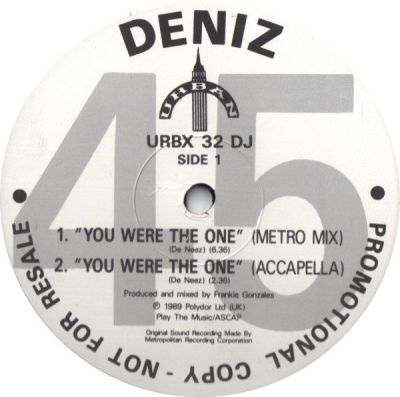 DENIZ
URBAN
45
URBX 32 DJ
SIDE 1
1. "YOU WERE THE ONE" (METRO MIX)
(De Neez) (6.36)
2. "YOU WERE THE ONE" (ACCAPELLA)
(De Neez) (2.36)
Produced and mixed by Frankie Gonzales
℗ 1989 Polydor Ltd (UK)
Play The Music/ASCAP
Original Sound Recording Made By
Metropolitan Recording Corporation
• PROMOTIONAL COPY - NOT FOR RESALE •